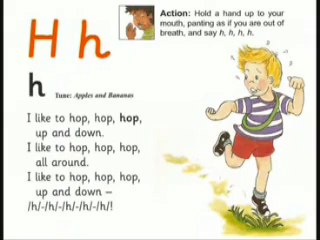 H h
Action: Hold a hand up to your
mouth, panting as if you are out of
breath, and say h, h, h, h.
h
Tune: Apples and Bananas
I like to hop, hop, hop,
up and down.
I like to hop, hop, hop,
all around.
I like to hop, hop, hop,
up and down –
/h/-/h/-/h/-/h/-/h/!